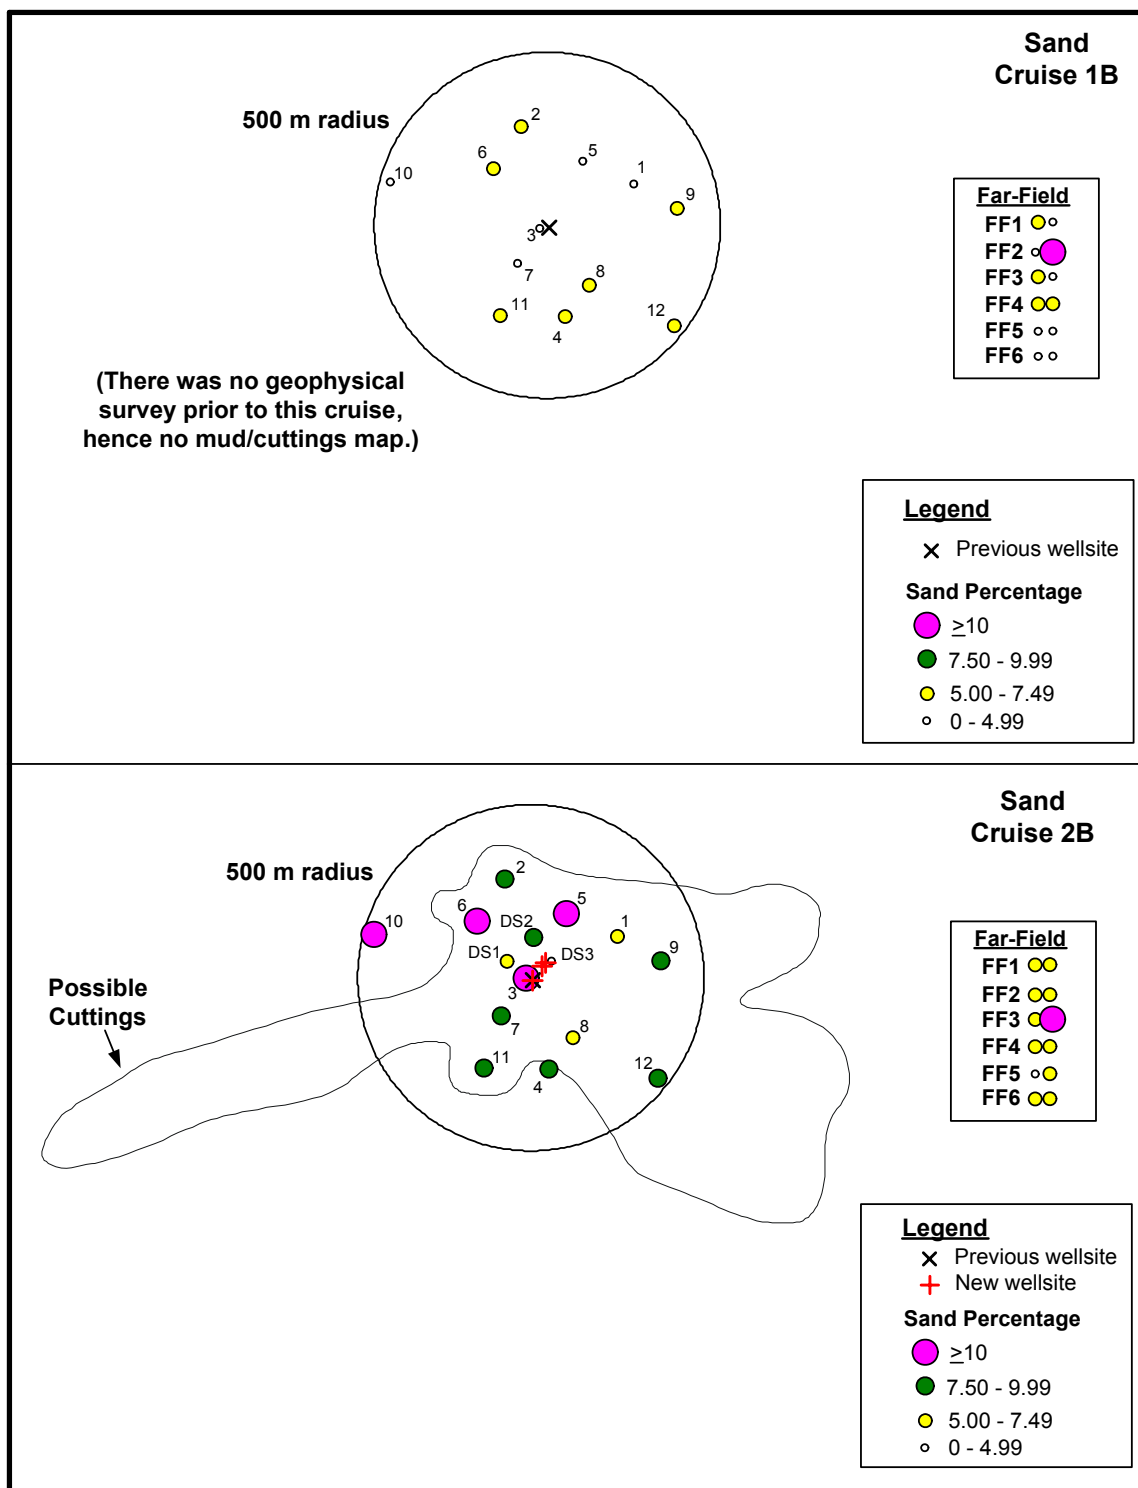 Sand
Cruise 1B
500 m radius
2
5
6
1
10
9
3
7
8
11
4
12
(There was no geophysical
survey prior to this cruise,
hence no mud/cuttings map.)
Far-Field
FF1
FF2
FF3
FF4
FF5
FF6
Legend
Previous wellsite
Sand Percentage
≥10
7.50 - 9.99
5.00 - 7.49
0 - 4.99
Sand
Cruise 2B
500 m radius
2
6
5
10
DS2
1
9
DS1
DS3
3
7
8
11
4
12
Possible
Cuttings
Far-Field
FF1
FF2
FF3
FF4
FF5
FF6
Legend
Previous wellsite
New wellsite
Sand Percentage
≥10
7.50 - 9.99
5.00 - 7.49
0 - 4.99